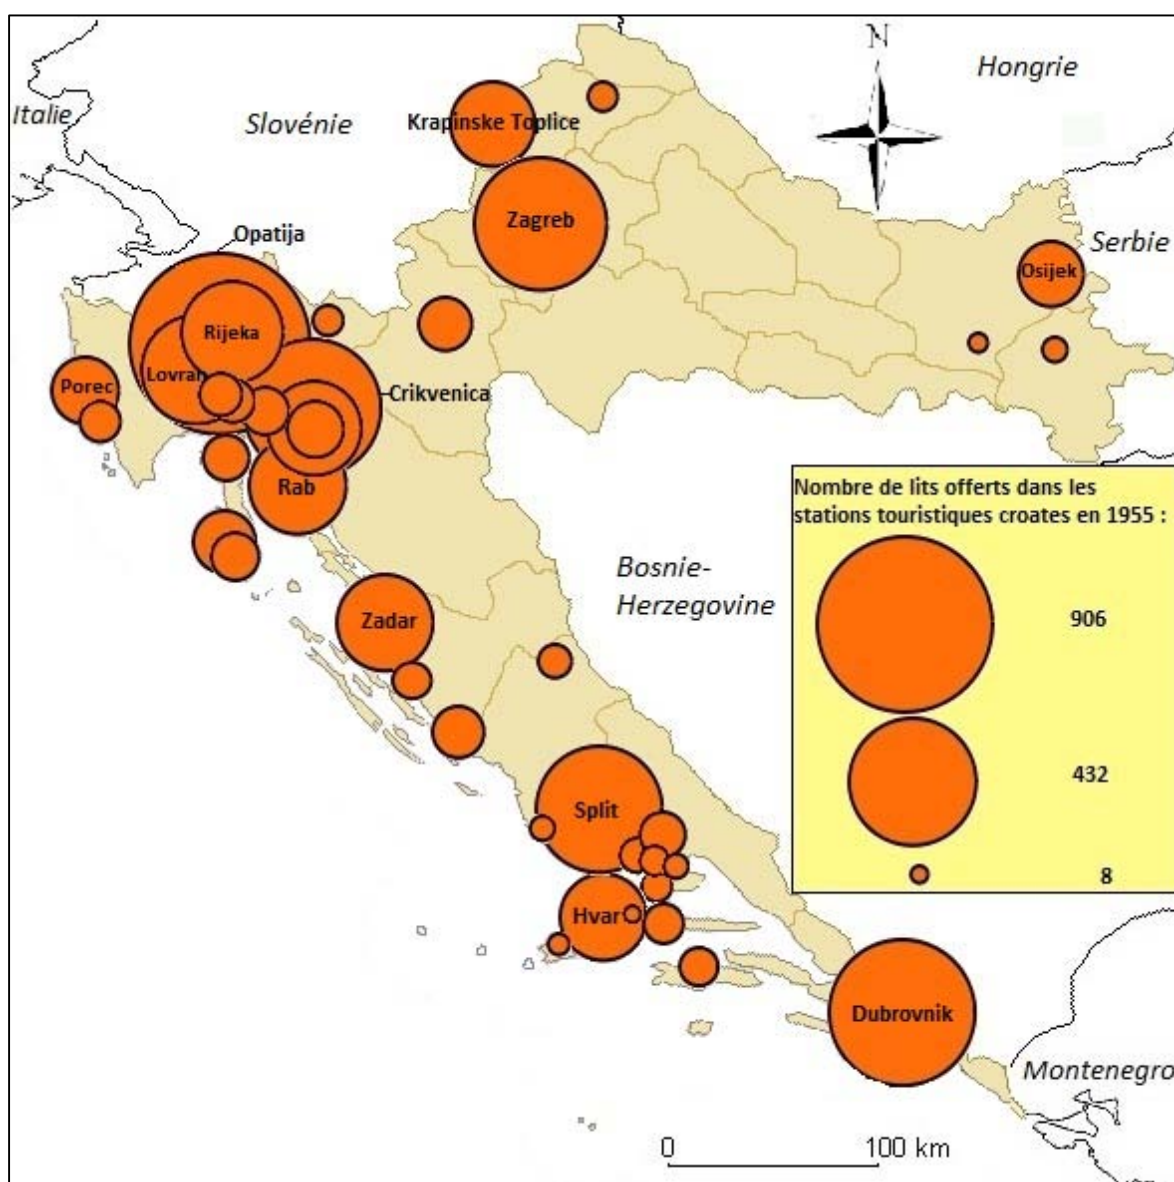 N
Hongrie
Italie
Slovénie
Krapinske Toplice
Zagreb
Opatija
Serbie
Osijek
Rijeka
Lovran
Porec
Crikvenica
Rab
Nombre de lits offerts dans les
stations touristiques croates en 1955 :
906
432
8
Bosnie-
Herzegovine
Zadar
Split
Hvar
Dubrovnik
Montenegro
0 100 km